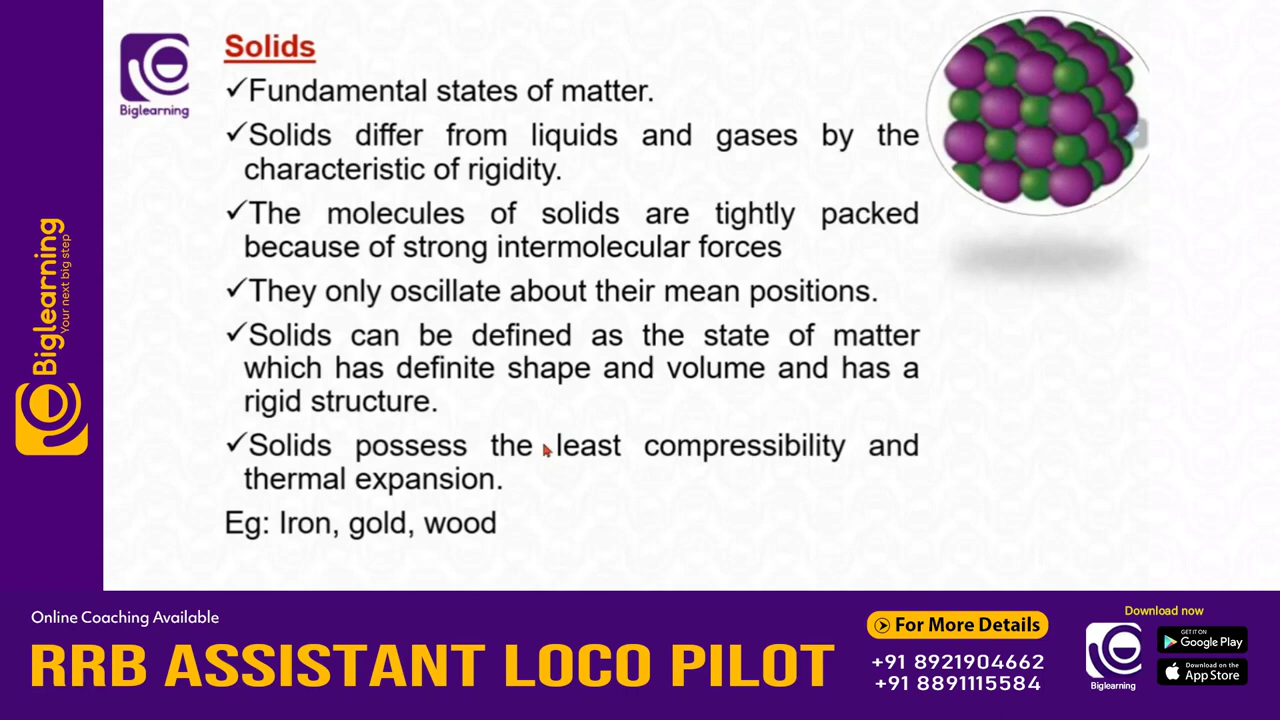 Solids
Biglearning
✓Fundamental states of matter.
✓Solids differ from liquids and gases by the
characteristic of rigidity.
✓The molecules of solids are tightly packed
because of strong intermolecular forces
✓They only oscillate about their mean positions.
✓Solids can be defined as the state of matter
which has definite shape and volume and has a
rigid structure.
✓Solids possess the least compressibility and
thermal expansion.
Eg: Iron, gold, wood
Biglearning
Your next big step
Online Coaching Available
RRB ASSISTANT LOCO PILOT
For More Details
+91 8921904662
+91 8891115584
Download now
Biglearning
GET IT ON
Google Play
Download on the
App Store